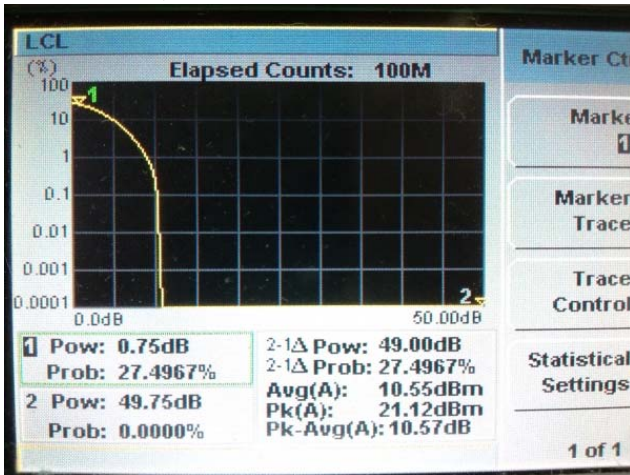 LCL
(%)
Elapsed Counts: 100M
1
100
10
1
0.1
0.01
0.001
0.0001
2
0.0dB
50.00dB
1 Pow: 0.75dB
Prob: 27.4967%
2 Pow: 49.75dB
Prob: 0.0000%
2-1Δ Pow: 49.00dB
2-1Δ Prob: 27.4967%
Avg(A): 10.55dBm
Pk(A): 21.12dBm
Pk-Avg(A): 10.57dB
Marker Ct
Marke
1
Marker
Trace
Trace
Control
Statistical
Settings
1 of 1